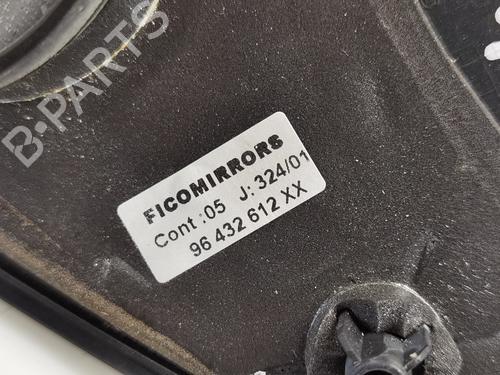 B-PARTS
FICOMIRRORS
Cont :05 J: 324/01
96 432 612 XX